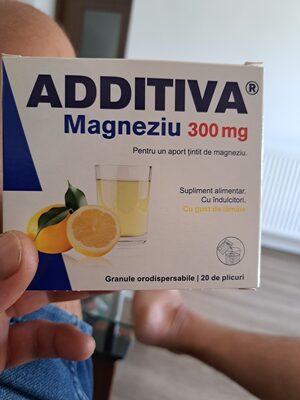 ADDITIVA®
Magneziu 300 mg
Pentru un aport țintit de magneziu.
Supliment alimentar.
Cu îndulcitori.
Cu gust de lămâie
Granule orodispersabile | 20 de plicuri